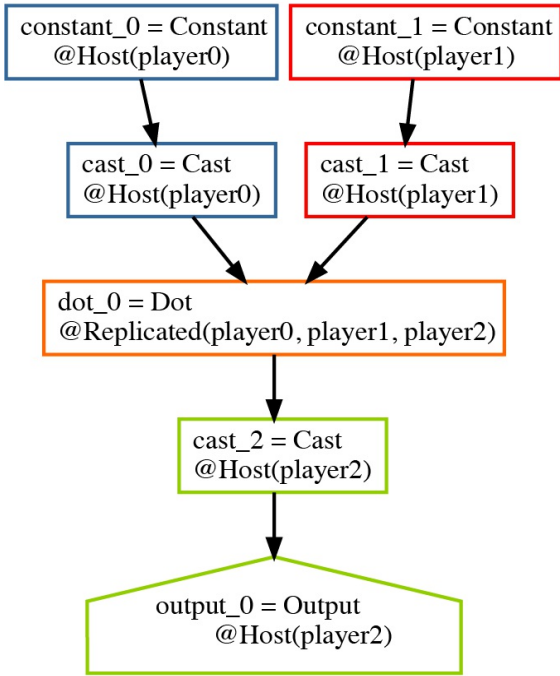 constant_0 = Constant
@Host(player0)
constant_1 = Constant
@Host(player1)
cast_0 = Cast
@Host(player0)
cast_1 = Cast
@Host(player1)
dot_0 = Dot
@Replicated(player0, player1, player2)
cast_2 = Cast
@Host(player2)
output_0 = Output
@Host(player2)